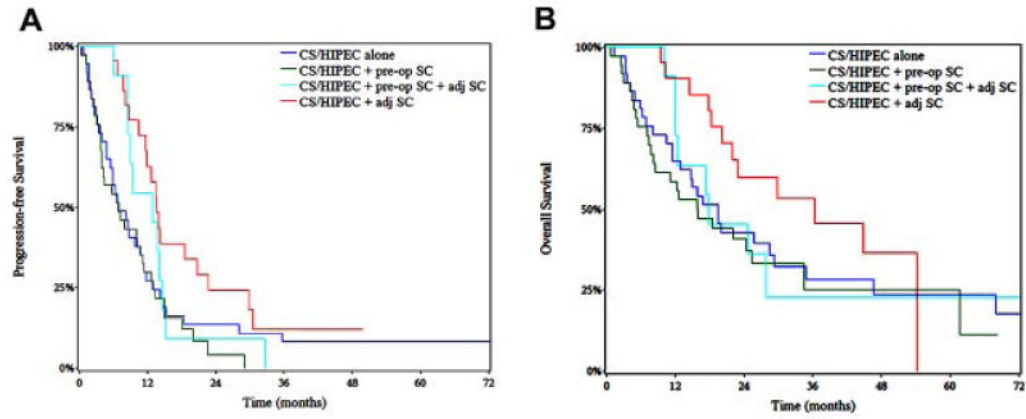 A
100%
75%
50%
25%
0%
Progression-free Survival
CS/HIPEC alone
CS/HIPEC + pre-op SC
CS/HIPEC + pre-op SC + adj SC
CS/HIPEC + adj SC
0 12 24 36 48 60 72
Time (months)
B
100%
75%
50%
25%
0%
Overall Survival
CS/HIPEC alone
CS/HIPEC + pre-op SC
CS/HIPEC + pre-op SC + adj SC
CS/HIPEC + adj SC
0 12 24 36 48 60 72
Time (months)